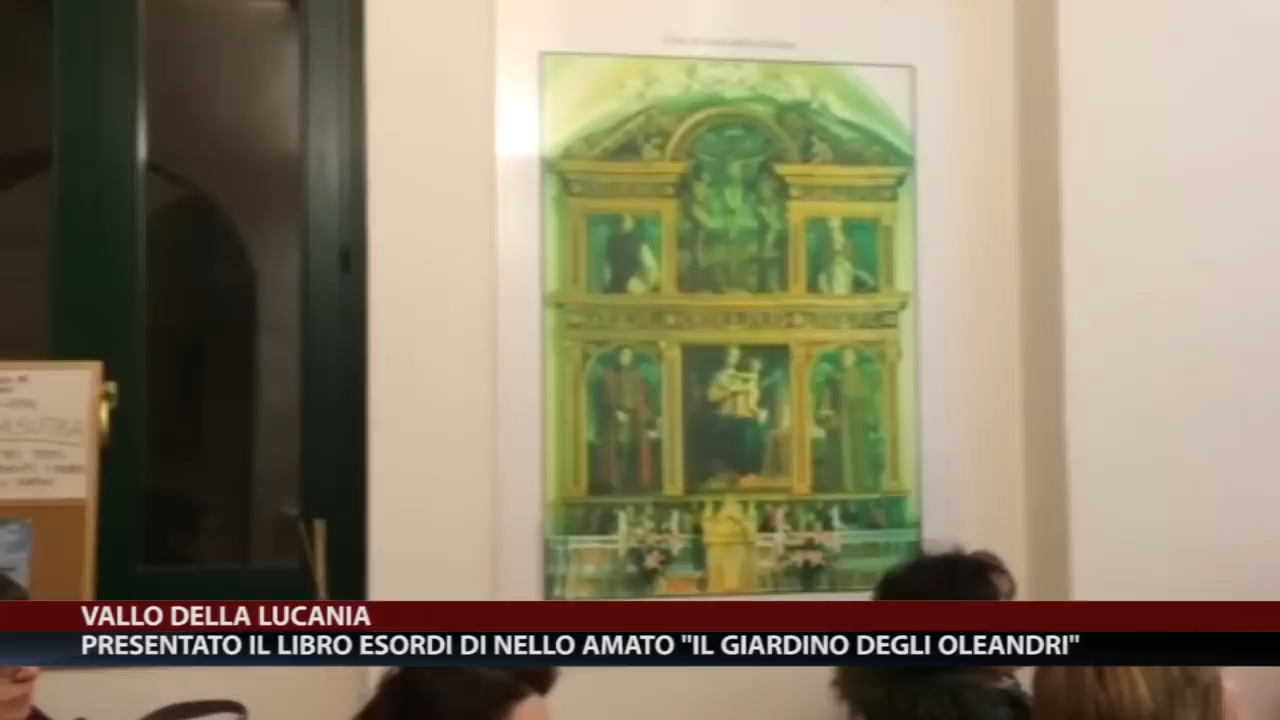 VALLO DELLA LUCANIA
PRESENTATO IL LIBRO ESORDI DI NELLO AMATO "IL GIARDINO DEGLI OLEANDRI"